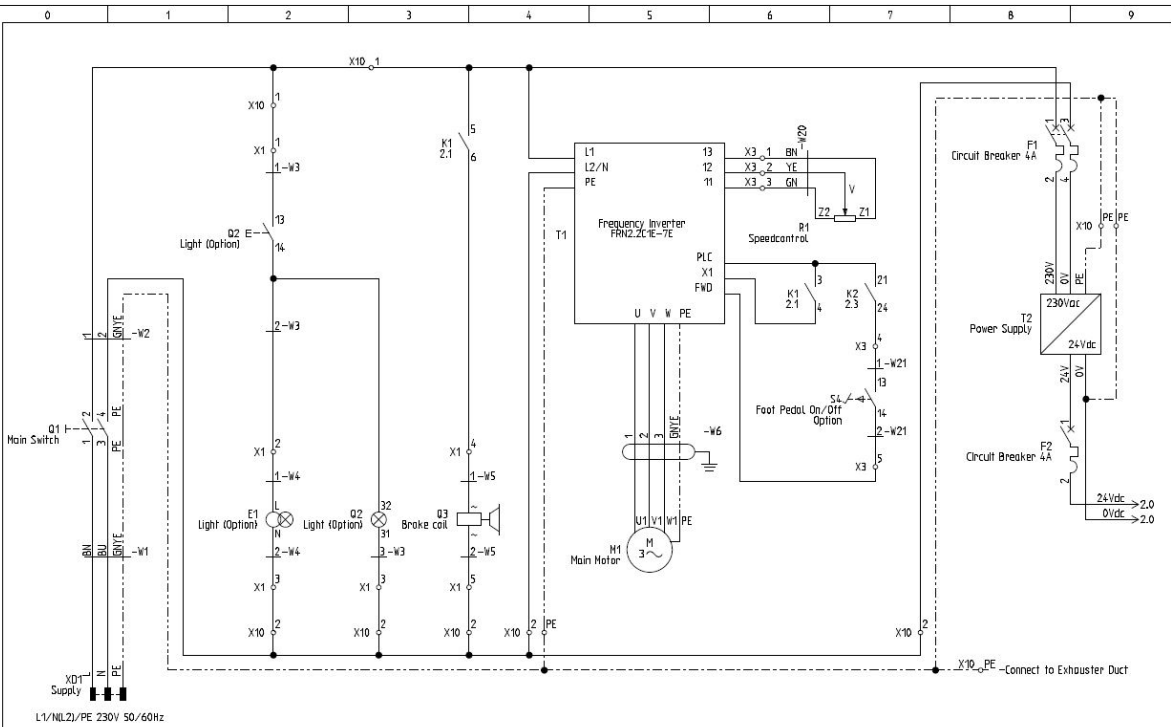 0 1 2 3 4 5 6 7 8 9
X10 1
X10 1
X1 1
1 -W3
Q2 13
Light (Option) 14
2 -W3
X1 2
1 -W4
E1 L
Light (Option)
N
2 -W4
X1 3
X10 2
Q2 32
Light (Option)
31
3 -W3
X1 3
X10 2
K1 5
2.1 6
X1 4
1 -W5
Q3 ~
Brake coil
~
2 -W5
X1 5
X10 2
X10 2 PE
1 2 GNYE -W2
2 4 PE
Q1
Main Switch
1 3 PE
BN BU GNYE -W1
L N PE
XD1
Supply
L1/N(L2)/PE 230V 50/60Hz
L1 13
L2/N 12
PE 11
T1
Frequency Inverter
FRN2.2C1E-7E
PLC
X1
FWD
U V W PE
X3 1 BN
X3 2 YE
X3 3 GN
-W20
V
Z2 Z1
R1
Speedcontrol
K1 3
2.1 4
K2 21
2.3 24
X3 4
1 -W21
13
S4
Foot Pedal On/Off
Option
14
2 -W21
X3 5
1 2 3 GNYE -W6
U1 V1 W1 PE
M1
Main Motor
M
3~
1 3
F1
Circuit Breaker 4A
2 4
X10 PE PE
230V 0V PE
230Vac
T2
Power Supply
24Vdc
24V 0V
1
F2
Circuit Breaker 4A
2
24Vdc 2.0
0Vdc 2.0
X10 2
X10 PE -Connect to Exhauster Duct